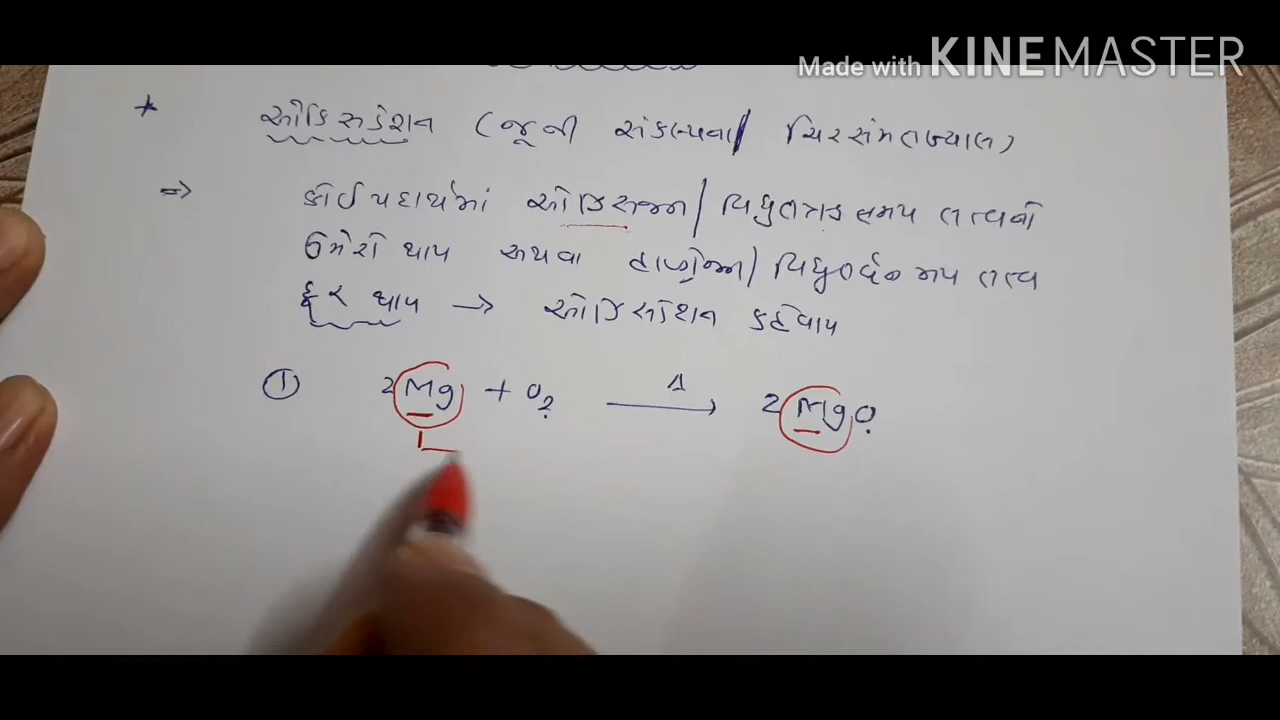 Made with KINEMASTER
* ઓક્સિડેશન (જૂની સંકલ્પના / ચિરસંમત ખ્યાલ)
⇒ કોઈ પદાર્થમાં ઓક્સિજન / વિદ્યુતઋણમય તત્વનો
ઉમેરો થાય અથવા હાઇડ્રોજન / વિદ્યુતધનમય તત્વ
દૂર થાય → ઓક્સિડેશન કહેવાય
① 2Mg + O₂ —Δ→ 2MgO